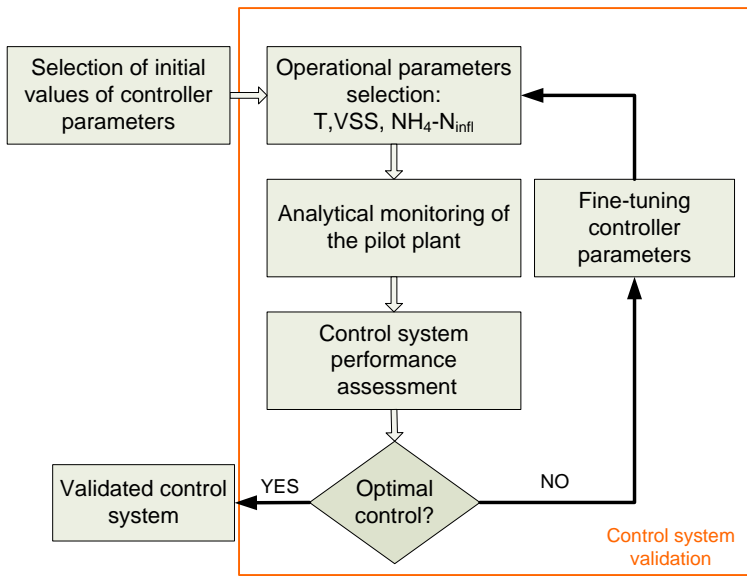 Selection of initial
values of controller
parameters
Operational parameters
selection:
T,VSS, NH₄-Nᵢₙfₗ
Analytical monitoring of
the pilot plant
Fine-tuning
controller
parameters
Control system
performance
assessment
Optimal
control?
YES
NO
Validated control
system
Control system
validation